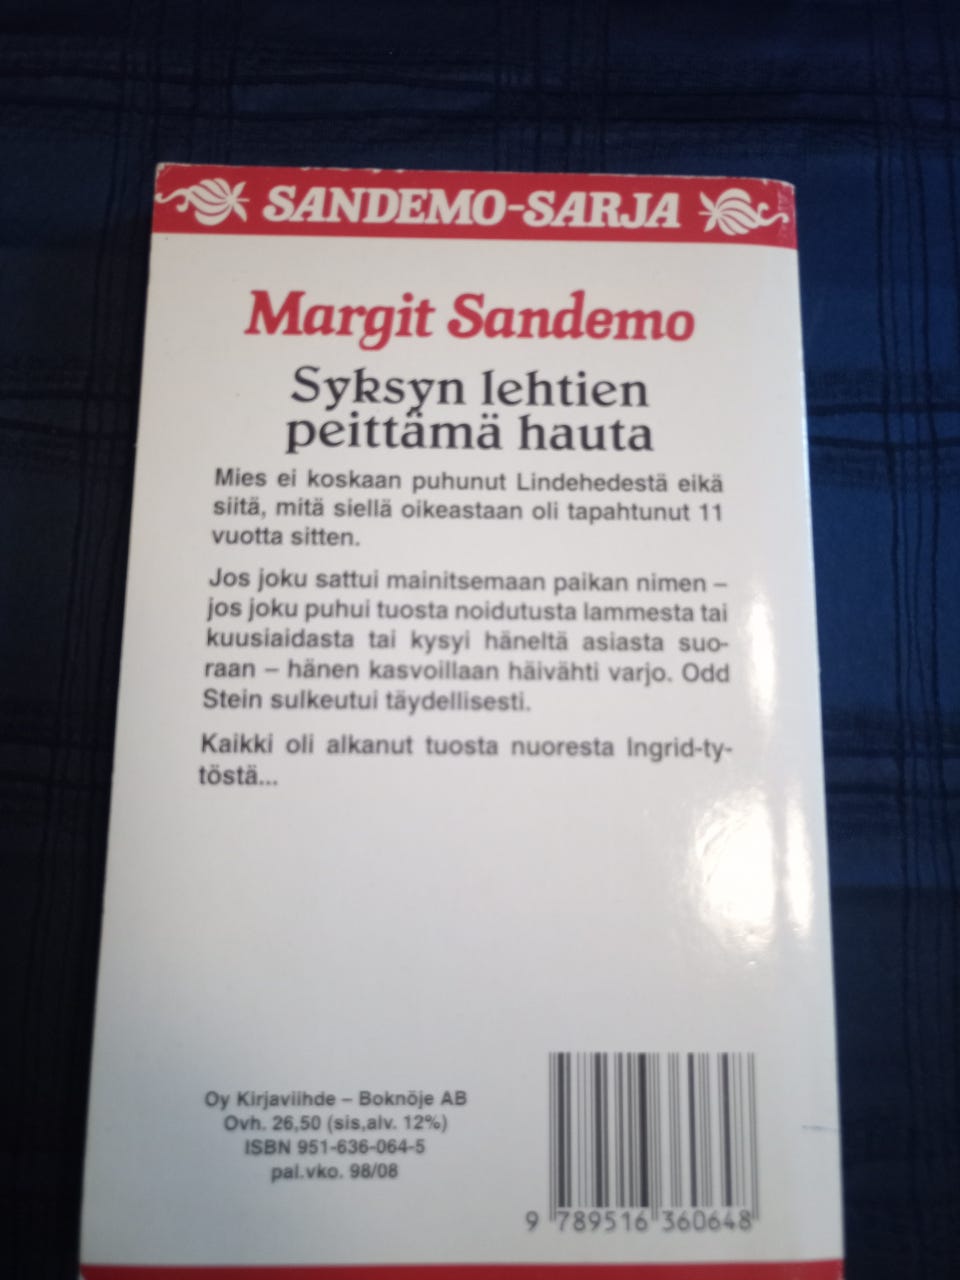 SANDEMO-SARJA
Margit Sandemo
Syksyn lehtien
peittämä hauta
Mies ei koskaan puhunut Lindehedestä eikä
siitä, mitä siellä oikeastaan oli tapahtunut 11
vuotta sitten.
Jos joku sattui mainitsemaan paikan nimen –
jos joku puhui tuosta noidutusta lammesta tai
kuusiaidasta tai kysyi häneltä asiasta suo-
raan – hänen kasvoillaan häivähti varjo. Odd
Stein sulkeutui täydellisesti.
Kaikki oli alkanut tuosta nuoresta Ingrid-ty-
töstä...
Oy Kirjaviihde – Boknöje AB
Ovh. 26,50 (sis,alv. 12%)
ISBN 951-636-064-5
pal.vko. 98/08
9 789516 360648